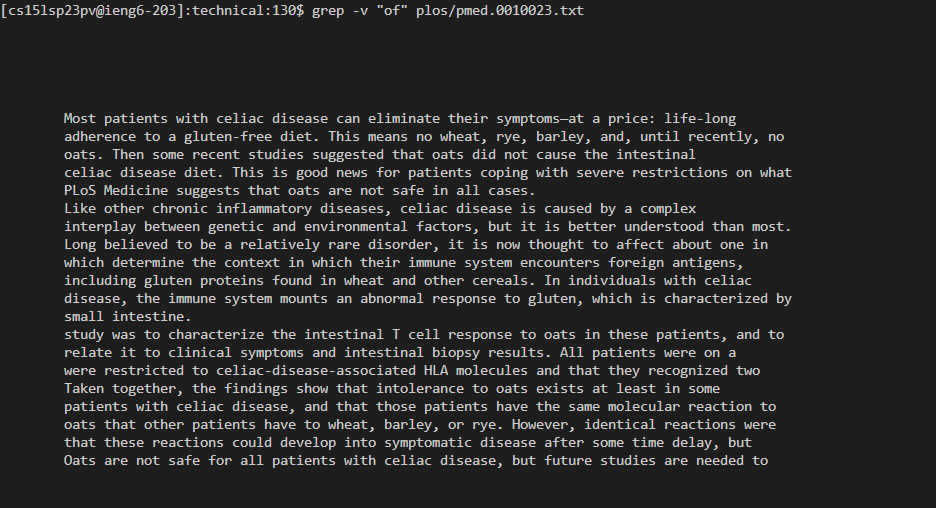 [cs15lsp23pv@ieng6-203]:technical:130$ grep -v "of" plos/pmed.0010023.txt
Most patients with celiac disease can eliminate their symptoms—at a price: life-long
adherence to a gluten-free diet. This means no wheat, rye, barley, and, until recently, no
oats. Then some recent studies suggested that oats did not cause the intestinal
celiac disease diet. This is good news for patients coping with severe restrictions on what
PLoS Medicine suggests that oats are not safe in all cases.
Like other chronic inflammatory diseases, celiac disease is caused by a complex
interplay between genetic and environmental factors, but it is better understood than most.
Long believed to be a relatively rare disorder, it is now thought to affect about one in
which determine the context in which their immune system encounters foreign antigens,
including gluten proteins found in wheat and other cereals. In individuals with celiac
disease, the immune system mounts an abnormal response to gluten, which is characterized by
small intestine.
study was to characterize the intestinal T cell response to oats in these patients, and to
relate it to clinical symptoms and intestinal biopsy results. All patients were on a
were restricted to celiac-disease-associated HLA molecules and that they recognized two
Taken together, the findings show that intolerance to oats exists at least in some
patients with celiac disease, and that those patients have the same molecular reaction to
oats that other patients have to wheat, barley, or rye. However, identical reactions were
that these reactions could develop into symptomatic disease after some time delay, but
Oats are not safe for all patients with celiac disease, but future studies are needed to